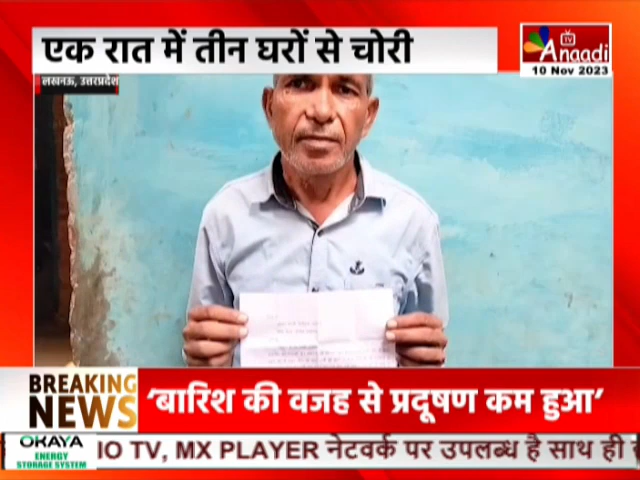 एक रात में तीन घरों से चोरी
TV
Anaadi
10 Nov 2023
लखनऊ, उत्तरप्रदेश
BREAKING
NEWS
‘बारिश की वजह से प्रदूषण कम हुआ’
OKAYA
ENERGY
STORAGE SYSTEM
IO TV, MX PLAYER नेटवर्क पर उपलब्ध है साथ ही